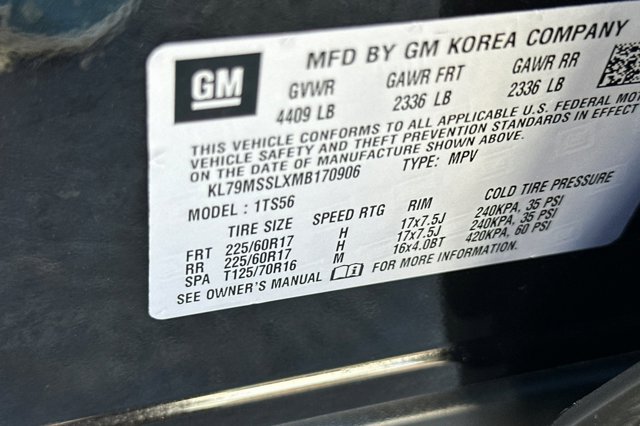 GM
MFD BY GM KOREA COMPANY
GVWR GAWR FRT GAWR RR
4409 LB 2336 LB 2336 LB
THIS VEHICLE CONFORMS TO ALL APPLICABLE U.S. FEDERAL MOT
VEHICLE SAFETY AND THEFT PREVENTION STANDARDS IN EFFECT
ON THE DATE OF MANUFACTURE SHOWN ABOVE.
KL79MSSLXMB170906 TYPE: MPV
MODEL: 1TS56
TIRE SIZE SPEED RTG RIM COLD TIRE PRESSURE
FRT 225/60R17 H 17x7.5J 240KPA, 35 PSI
RR 225/60R17 H 17x7.5J 240KPA, 35 PSI
SPA T125/70R16 M 16x4.0BT 420KPA, 60 PSI
SEE OWNER'S MANUAL FOR MORE INFORMATION.